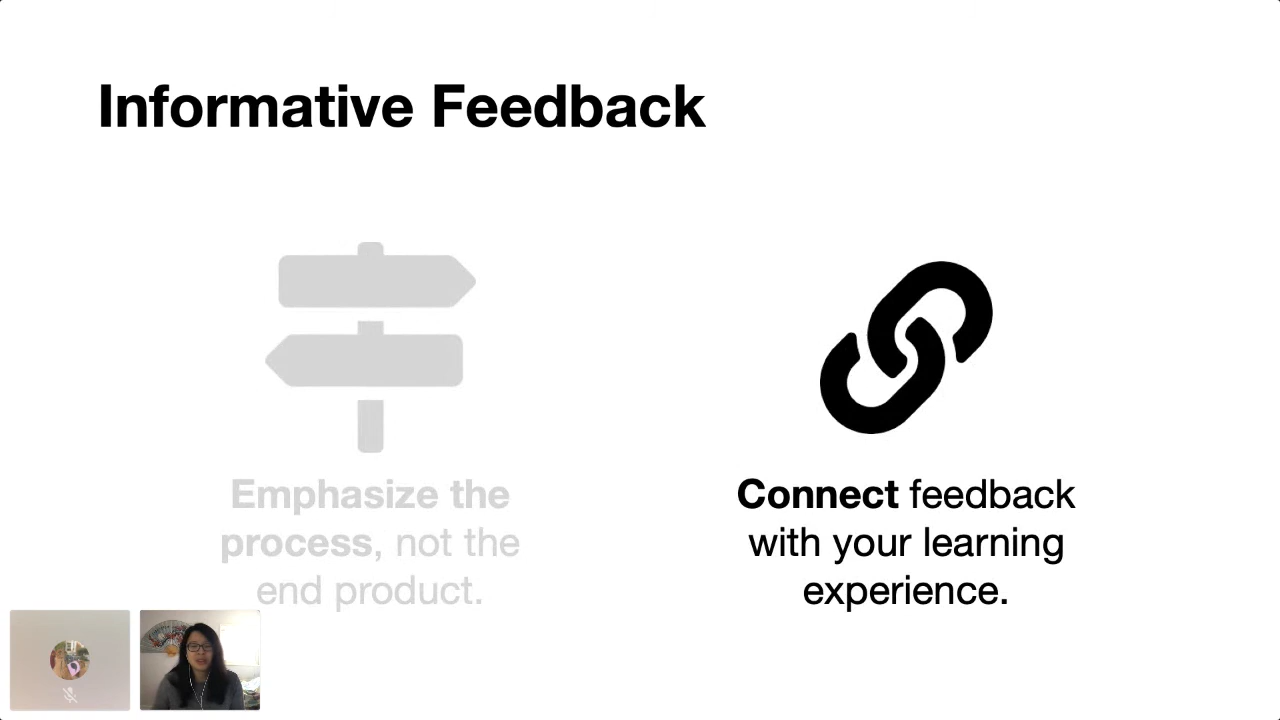 Informative Feedback
Emphasize the
process, not the
end product.
Connect feedback
with your learning
experience.